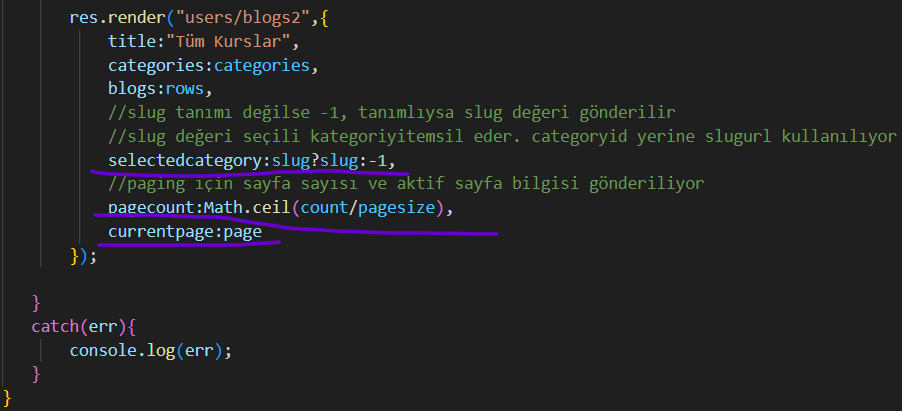 res.render("users/blogs2",{
title:"Tüm Kurslar",
categories:categories,
blogs:rows,
//slug tanımı değilse -1, tanımlıysa slug değeri gönderilir
//slug değeri seçili kategoriyitemsil eder. categoryid yerine slugurl kullanılıyor
selectedcategory:slug?slug:-1,
//paging için sayfa sayısı ve aktif sayfa bilgisi gönderiliyor
pagecount:Math.ceil(count/pagesize),
currentpage:page
});
}
catch(err){
console.log(err);
}
}